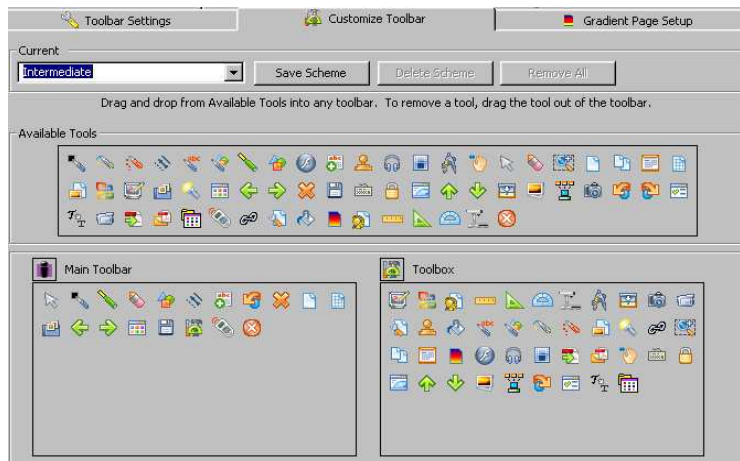 Toolbar Settings
Customize Toolbar
Gradient Page Setup
Current
Intermediate
Save Scheme
Delete Scheme
Remove All
Drag and drop from Available Tools into any toolbar. To remove a tool, drag the tool out of the toolbar.
Available Tools
Main Toolbar
Toolbox